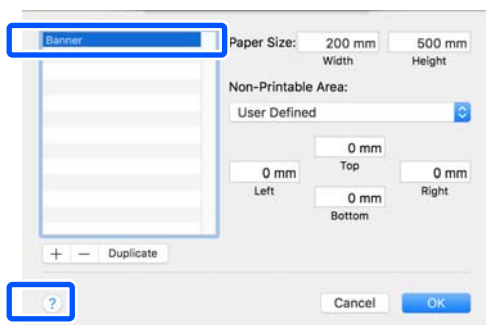 Banner
Paper Size: 200 mm 500 mm
Width Height
Non-Printable Area:
User Defined
0 mm
Top
0 mm 0 mm
Left Right
0 mm
Bottom
+ − Duplicate
? Cancel OK